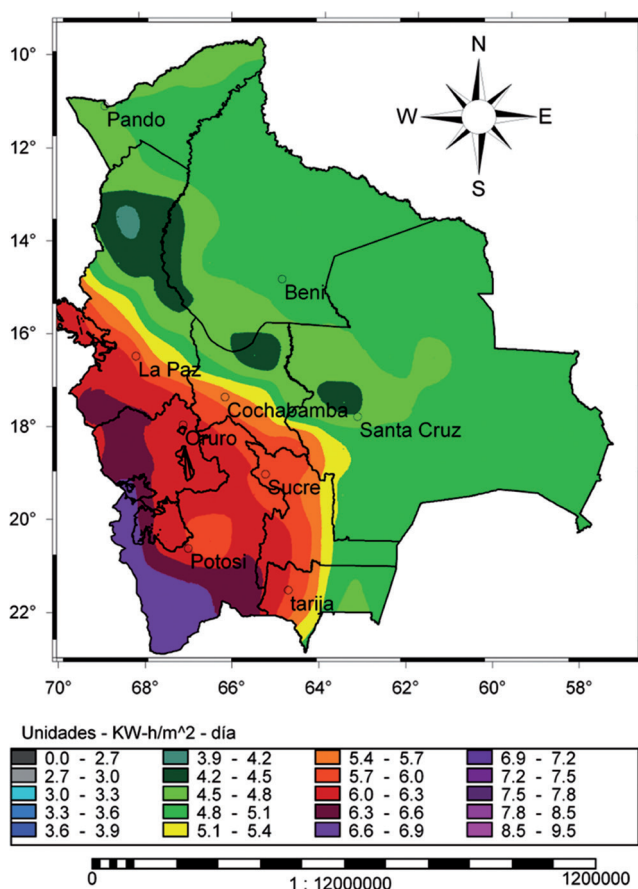 N
W E
S
10°
12°
14°
16°
18°
20°
22°
Pando
Beni
La Paz
Cochabamba
Santa Cruz
Oruro
Sucre
Potosi
tarija
70° 68° 66° 64° 62° 60° 58°
Unidades - KW-h/m^2 - día
0.0 - 2.7 3.9 - 4.2 5.4 - 5.7 6.9 - 7.2
2.7 - 3.0 4.2 - 4.5 5.7 - 6.0 7.2 - 7.5
3.0 - 3.3 4.5 - 4.8 6.0 - 6.3 7.5 - 7.8
3.3 - 3.6 4.8 - 5.1 6.3 - 6.6 7.8 - 8.5
3.6 - 3.9 5.1 - 5.4 6.6 - 6.9 8.5 - 9.5
0 1 : 12000000 1200000